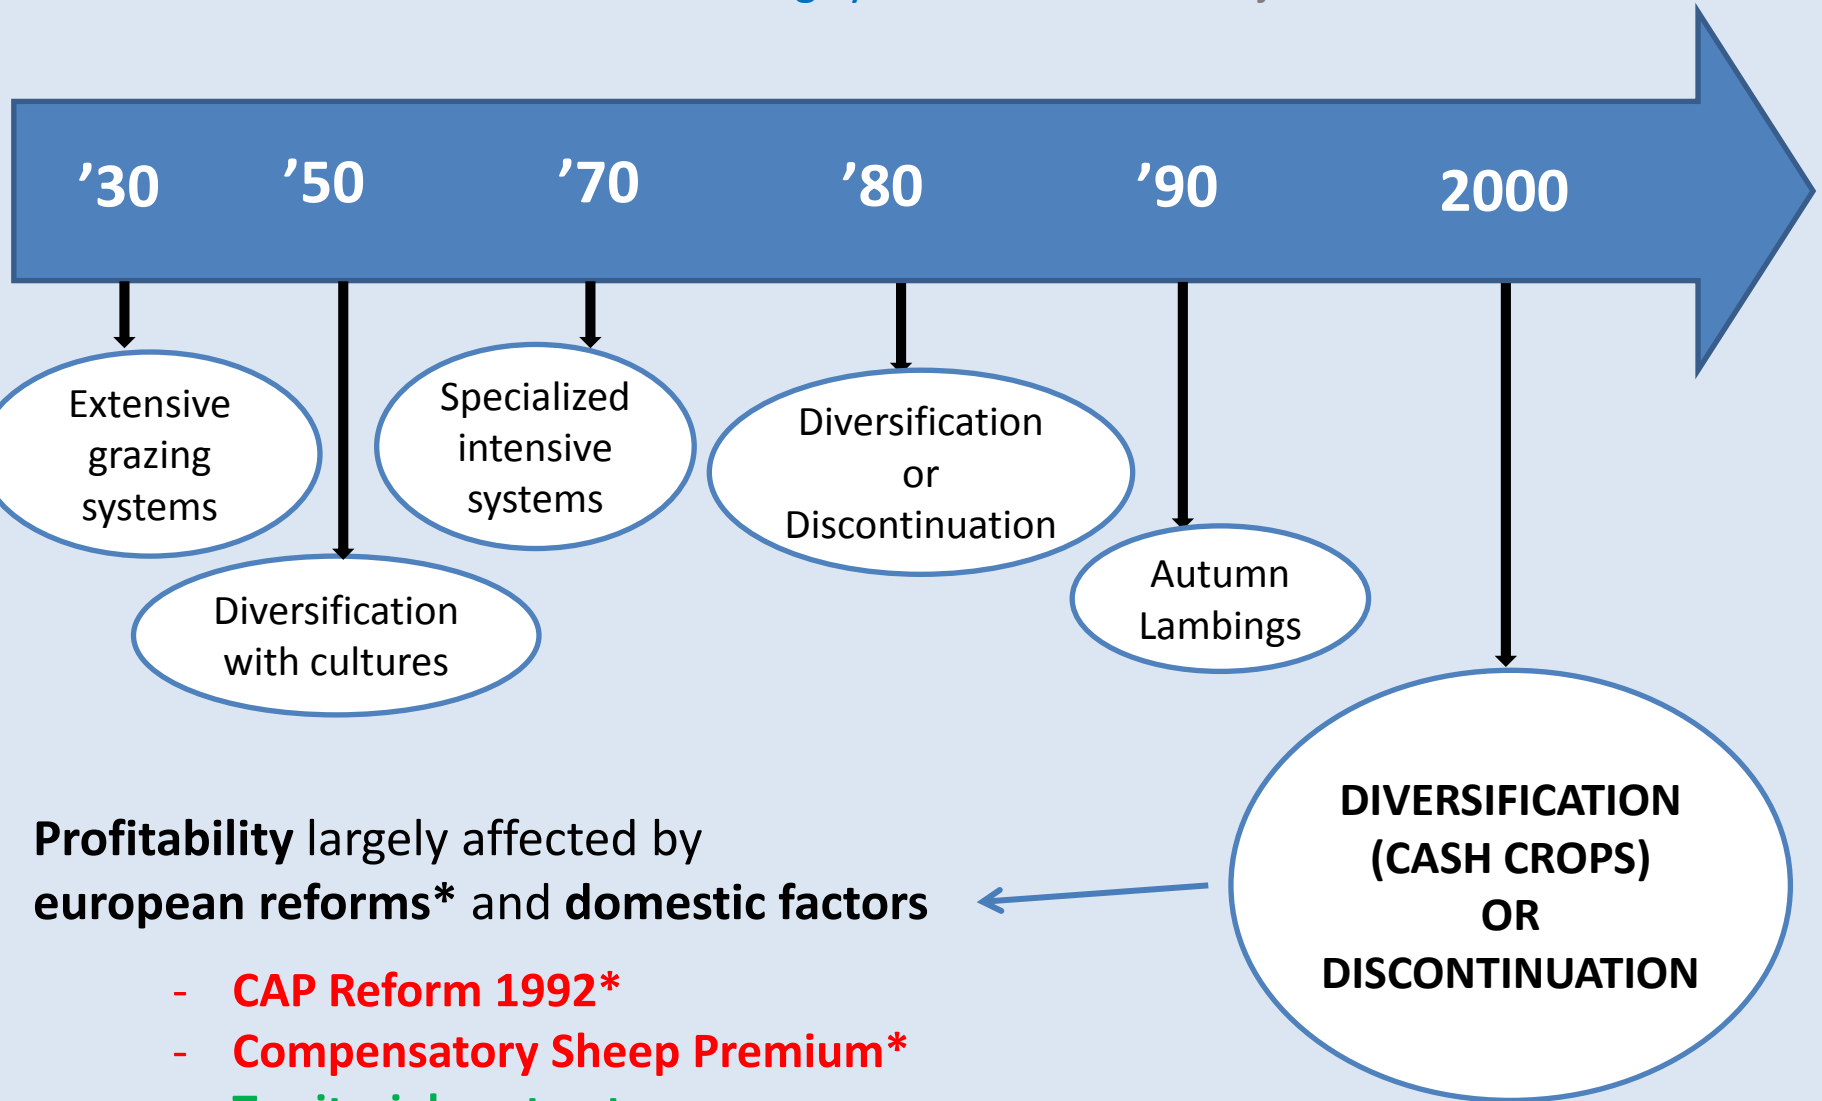 ’30 ’50 ’70 ’80 ’90 2000
Extensive
grazing
systems
Specialized
intensive
systems
Diversification
or
Discontinuation
Autumn
Lambings
Diversification
with cultures
DIVERSIFICATION
(CASH CROPS)
OR
DISCONTINUATION
Profitability largely affected by
european reforms* and domestic factors
- CAP Reform 1992*
- Compensatory Sheep Premium*